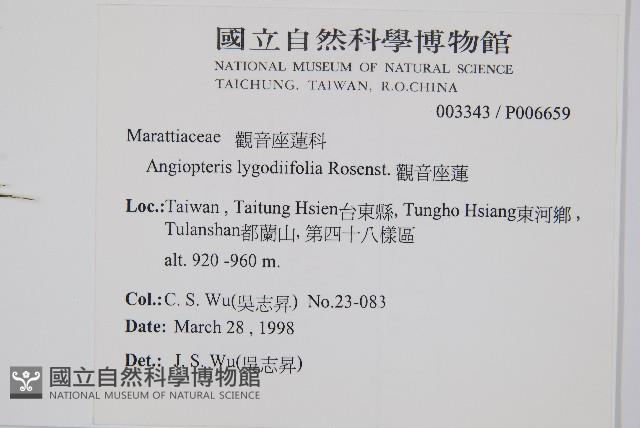 國立自然科學博物館
NATIONAL MUSEUM OF NATURAL SCIENCE
TAICHUNG, TAIWAN, R.O.CHINA
003343 / P006659
Marattiaceae 觀音座蓮科
Angiopteris lygodiifolia Rosenst. 觀音座蓮
Loc.:Taiwan , Taitung Hsien台東縣, Tungho Hsiang東河鄉 ,
Tulanshan都蘭山, 第四十八樣區
alt. 920 -960 m.
Col.: C. S. Wu(吳志昇) No.23-083
Date: March 28 , 1998
Det.: J. S. Wu(吳志昇)
國立自然科學博物館
NATIONAL MUSEUM OF NATURAL SCIENCE